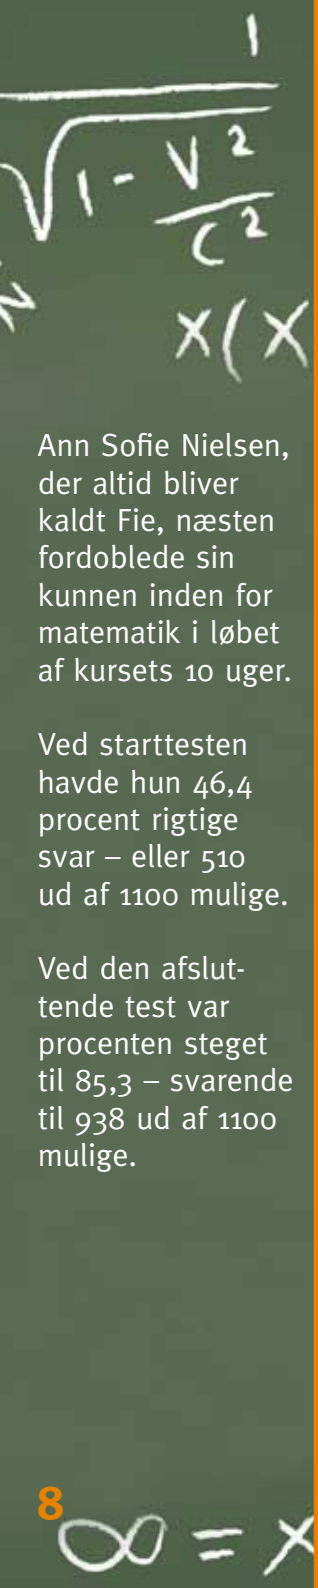 1
√1 - V²
C²
x(x
Ann Sofie Nielsen,
der altid bliver
kaldt Fie, næsten
fordoblede sin
kunnen inden for
matematik i løbet
af kursets 10 uger.
Ved starttesten
havde hun 46,4
procent rigtige
svar – eller 510
ud af 1100 mulige.
Ved den afslut-
tende test var
procenten steget
til 85,3 – svarende
til 938 ud af 1100
mulige.
8
∞ = x